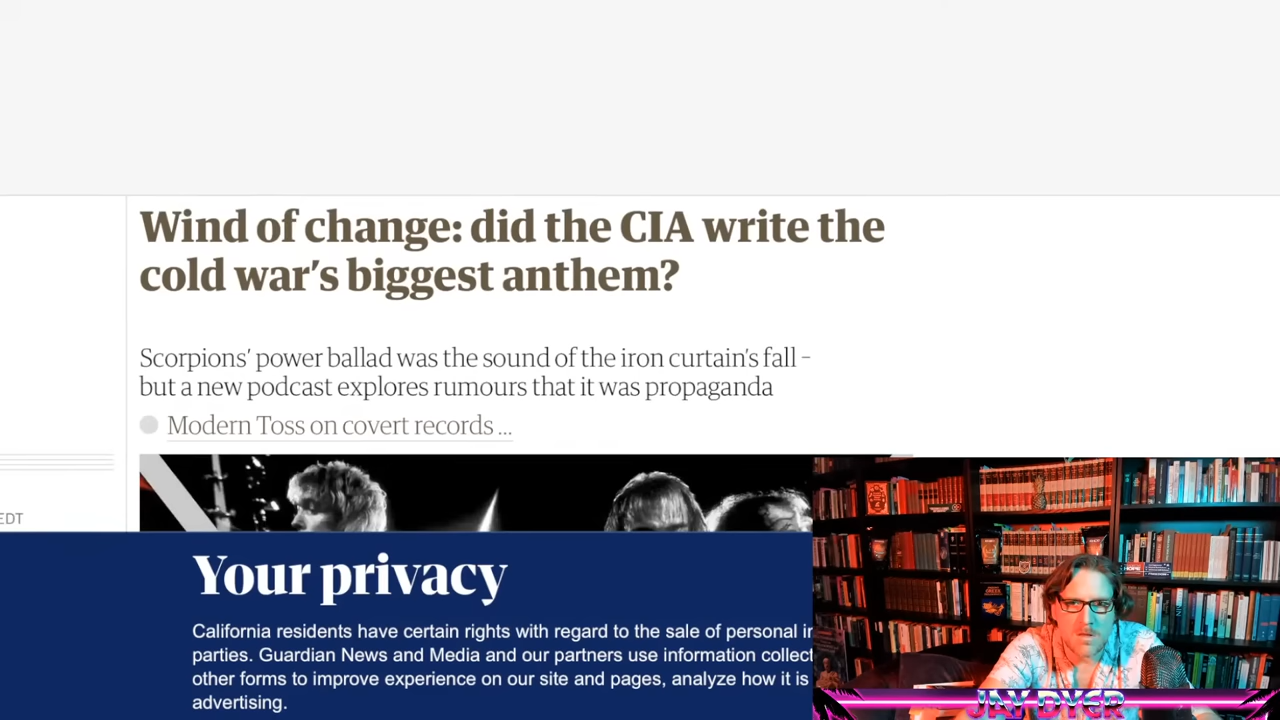 Wind of change: did the CIA write the
cold war's biggest anthem?
Scorpions' power ballad was the sound of the iron curtain's fall –
but a new podcast explores rumours that it was propaganda
Modern Toss on covert records ...
EDT
Your privacy
California residents have certain rights with regard to the sale of personal
parties. Guardian News and Media and our partners use information
other forms to improve experience on our site and pages, analyze how it is
advertising.
HOPE
JAY DYER